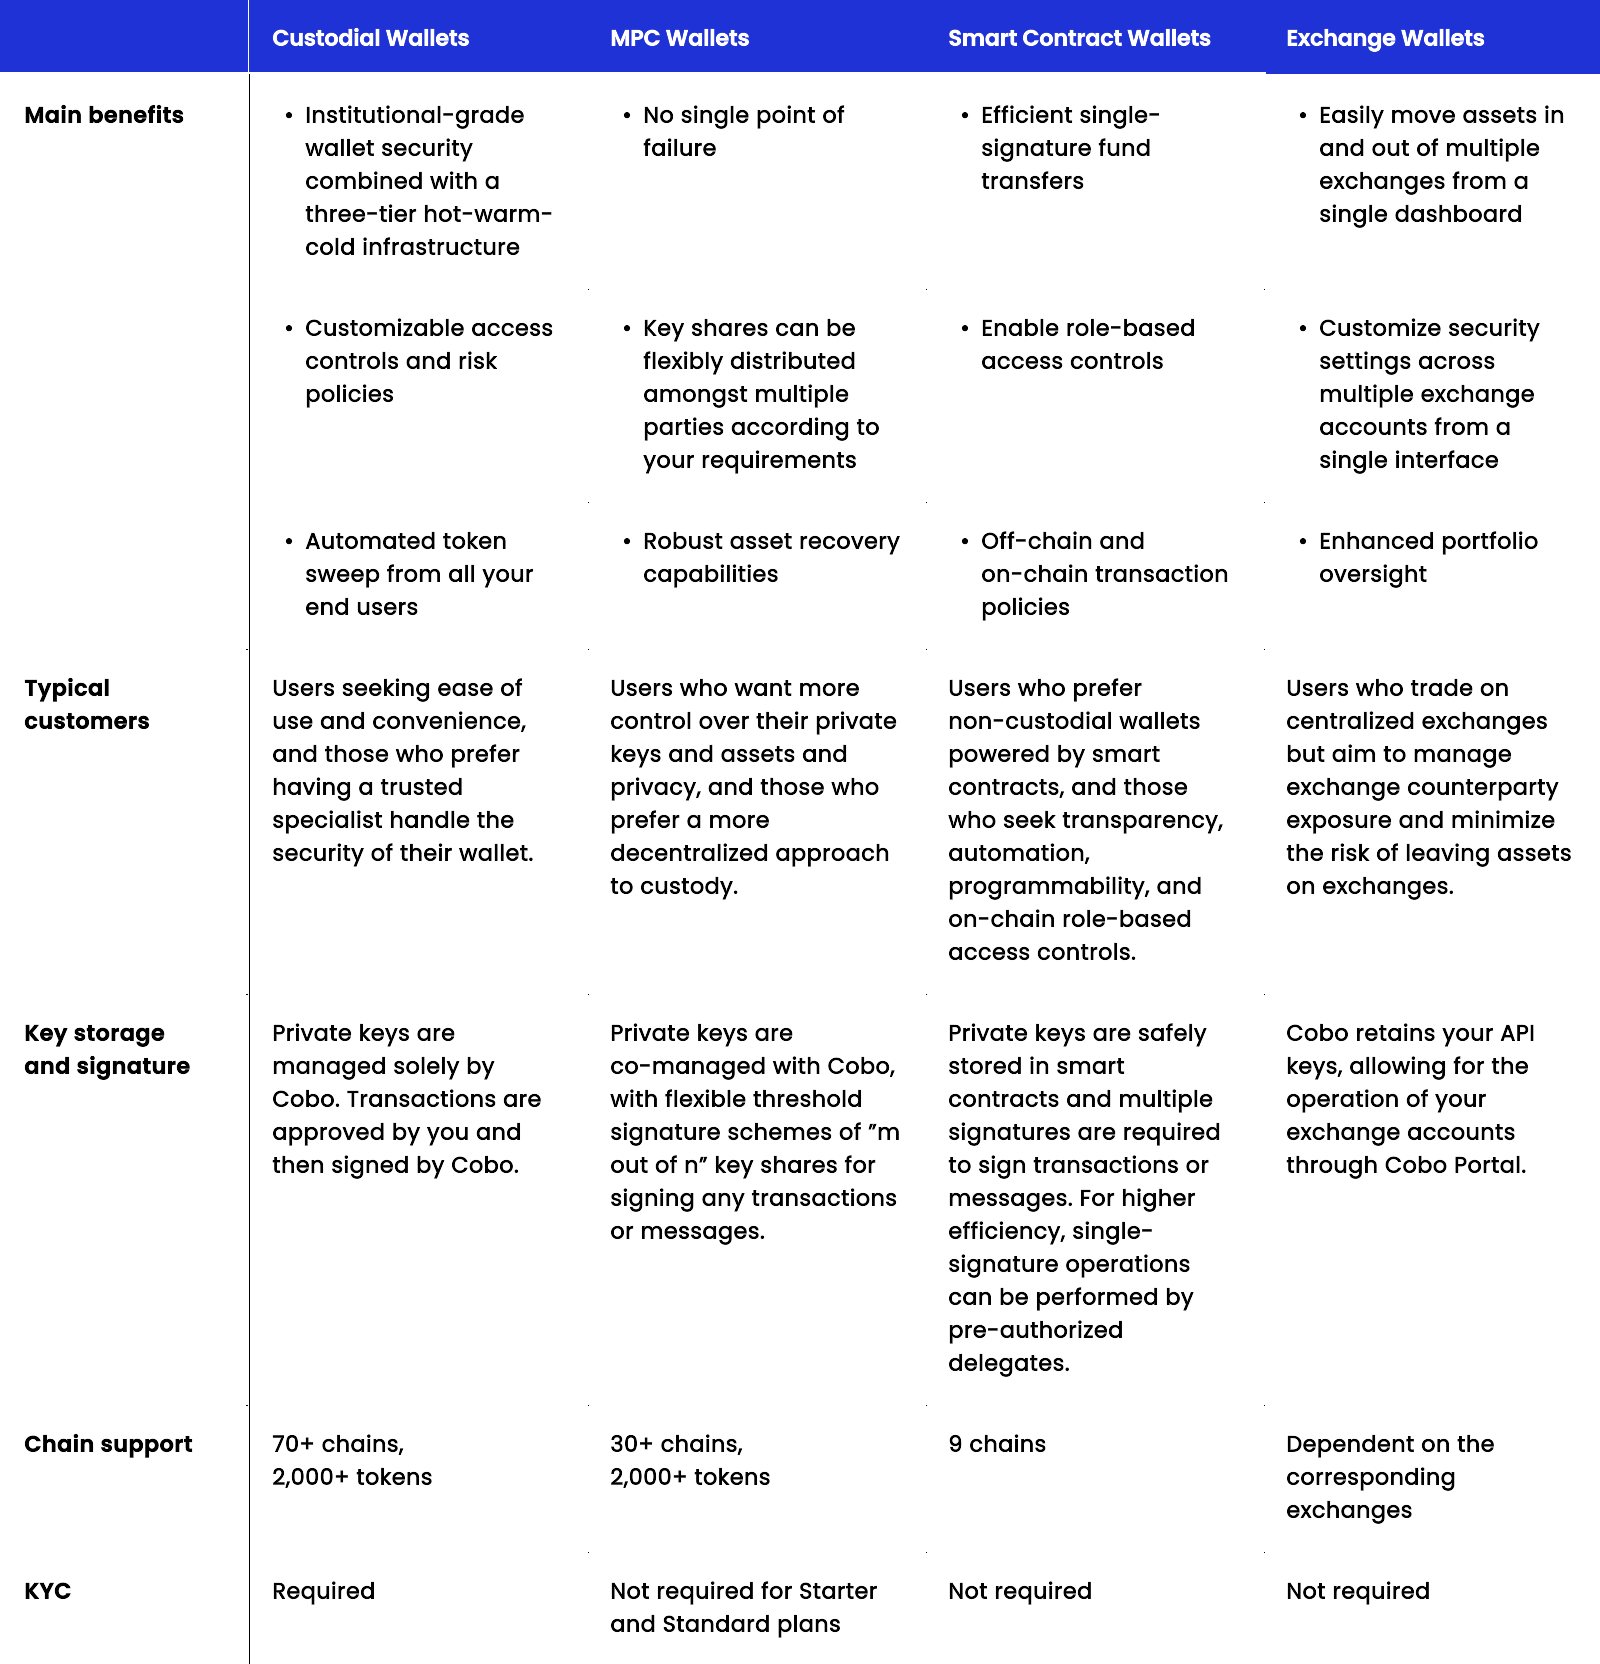 Custodial Wallets
MPC Wallets
Smart Contract Wallets
Exchange Wallets
Main benefits
• Institutional-grade
wallet security
combined with a
three-tier hot-warm-
cold infrastructure
• No single point of
failure
• Efficient single-
signature fund
transfers
• Easily move assets in
and out of multiple
exchanges from a
single dashboard
• Customizable access
controls and risk
policies
• Key shares can be
flexibly distributed
amongst multiple
parties according to
your requirements
• Enable role-based
access controls
• Customize security
settings across
multiple exchange
accounts from a
single interface
• Automated token
sweep from all your
end users
• Robust asset recovery
capabilities
• Off-chain and
on-chain transaction
policies
• Enhanced portfolio
oversight
Typical
customers
Users seeking ease of
use and convenience,
and those who prefer
having a trusted
specialist handle the
security of their wallet.
Users who want more
control over their private
keys and assets and
privacy, and those who
prefer a more
decentralized approach
to custody.
Users who prefer
non-custodial wallets
powered by smart
contracts, and those
who seek transparency,
automation,
programmability, and
on-chain role-based
access controls.
Users who trade on
centralized exchanges
but aim to manage
exchange counterparty
exposure and minimize
the risk of leaving assets
on exchanges.
Key storage
and signature
Private keys are
managed solely by
Cobo. Transactions are
approved by you and
then signed by Cobo.
Private keys are
co-managed with Cobo,
with flexible threshold
signature schemes of ”m
out of n” key shares for
signing any transactions
or messages.
Private keys are safely
stored in smart
contracts and multiple
signatures are required
to sign transactions or
messages. For higher
efficiency, single-
signature operations
can be performed by
pre-authorized
delegates.
Cobo retains your API
keys, allowing for the
operation of your
exchange accounts
through Cobo Portal.
Chain support
70+ chains,
2,000+ tokens
30+ chains,
2,000+ tokens
9 chains
Dependent on the
corresponding
exchanges
KYC
Required
Not required for Starter
and Standard plans
Not required
Not required